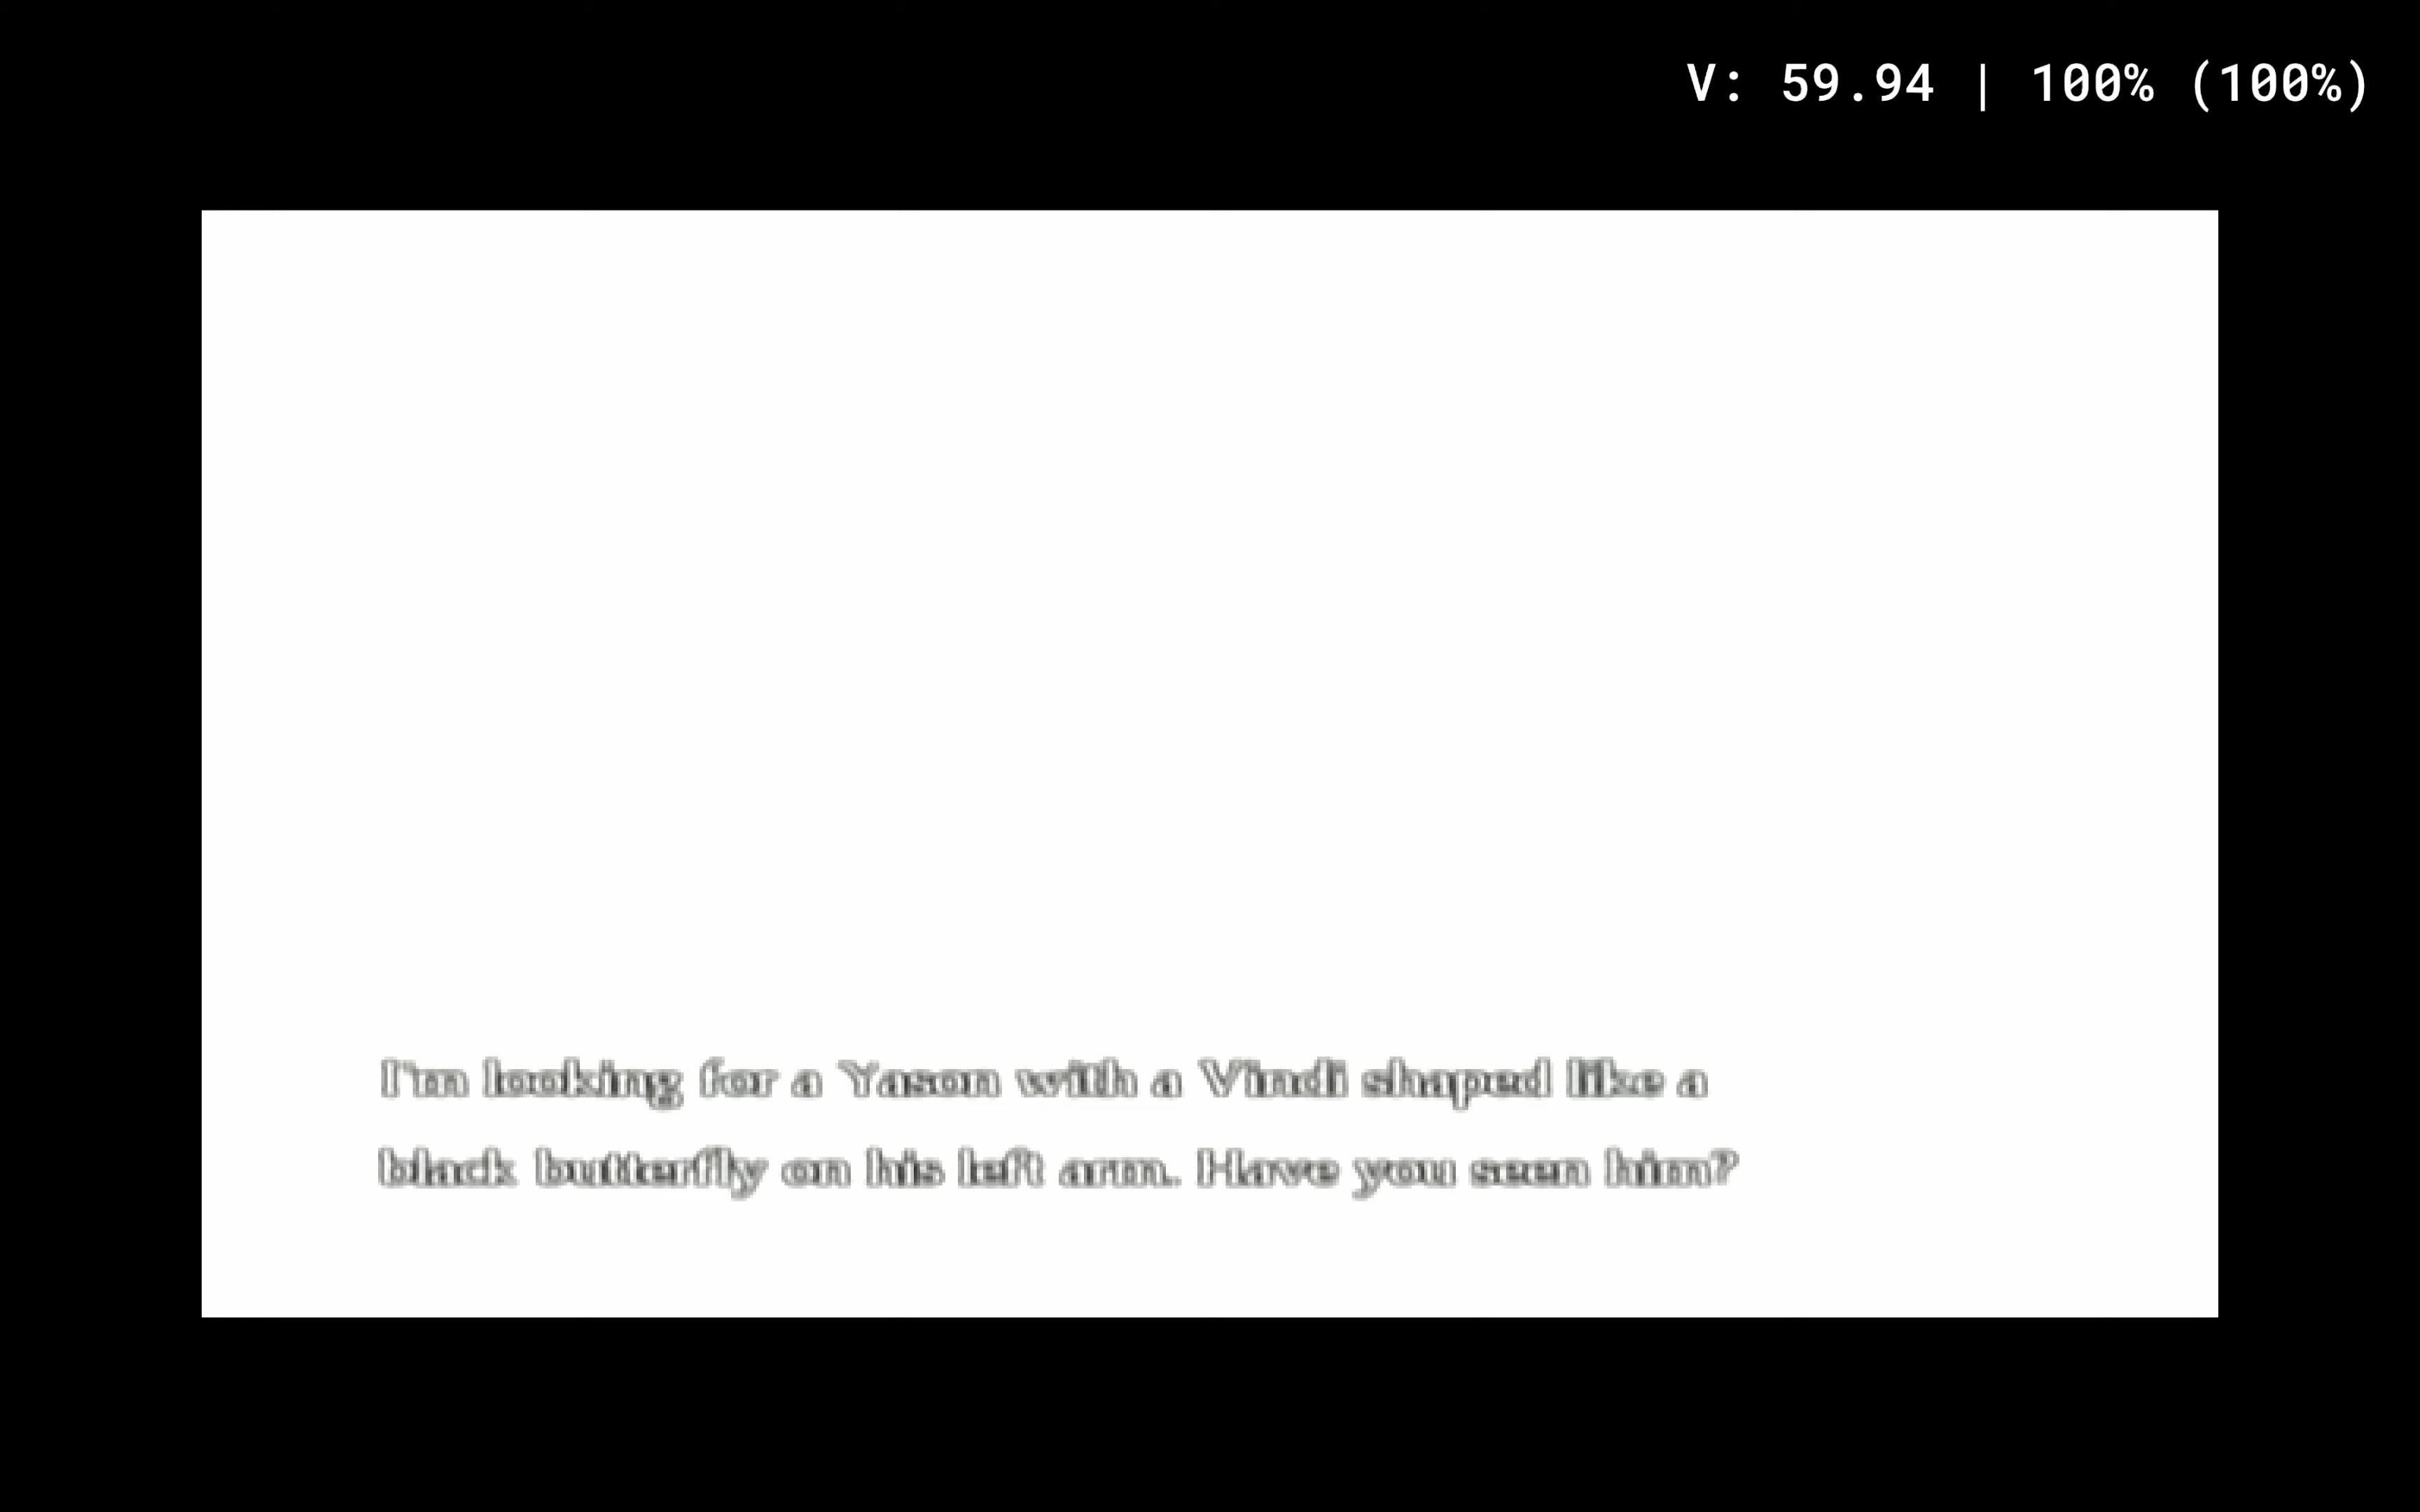 V: 59.94 | 100% (100%)
I'm looking for a Yason with a Vindi shaped like a
black butterfly on his left arm. Have you seen him?